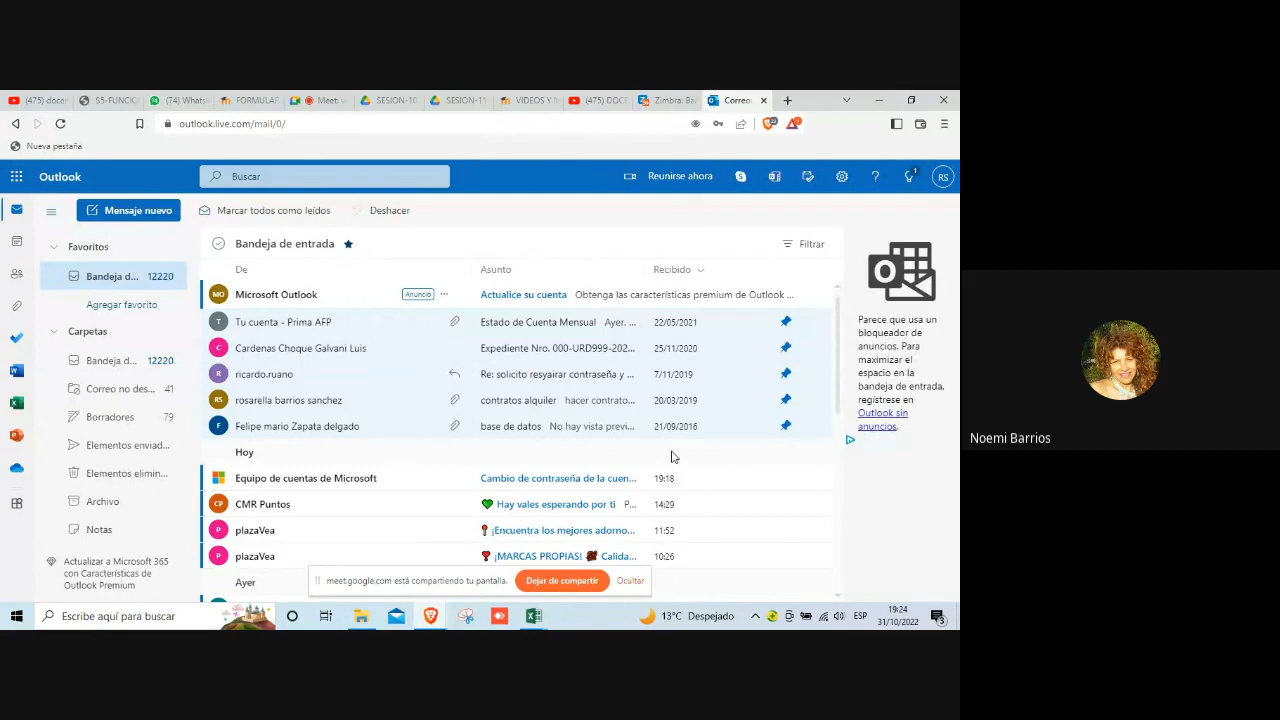 (475) doce
S5-FUNCIO
(74) Whats
FORMULAR
Meet:
SESION-10
SESION-11
VIDEOS Y
(475) DOCE
Zimbra: Ba
Correo:
outlook.live.com/mail/0/
Nueva pestaña
Outlook
Buscar
Reunirse ahora
1
RS
Mensaje nuevo
Marcar todos como leídos
Deshacer
Favoritos
Bandeja d... 12220
Agregar favorito
Carpetas
Bandeja d... 12220
Correo no des... 41
Borradores 79
Elementos enviad...
Elementos elimin...
Archivo
Notas
Actualizar a Microsoft 365
con Características de
Outlook Premium
Bandeja de entrada
Filtrar
De Asunto Recibido
MO Microsoft Outlook Anuncio ... Actualice su cuenta Obtenga las características premium de Outlook ...
T Tu cuenta - Prima AFP Estado de Cuenta Mensual Ayer. ... 22/05/2021
C Cardenas Choque Galvani Luis Expediente Nro. 000-URD999-202... 25/11/2020
R ricardo.ruano Re: solicito resyairar contraseña y ... 7/11/2019
RS rosarella barrios sanchez contratos alquiler hacer contrato... 20/03/2019
F Felipe mario Zapata delgado base de datos No hay vista previ... 21/09/2016
Hoy
Equipo de cuentas de Microsoft Cambio de contraseña de la cuen... 19:18
CP CMR Puntos 💚 Hay vales esperando por ti P... 14:29
P plazaVea ¡Encuentra los mejores adorno... 11:52
P plazaVea ¡MARCAS PROPIAS! Calida... 10:26
Ayer
Parece que usa un
bloqueador de
anuncios. Para
maximizar el
espacio en la
bandeja de entrada,
regístrese en
Outlook sin
anuncios.
meet.google.com está compartiendo tu pantalla.
Dejar de compartir
Ocultar
Escribe aquí para buscar
13°C Despejado
ESP
19:24
31/10/2022
3
Noemi Barrios